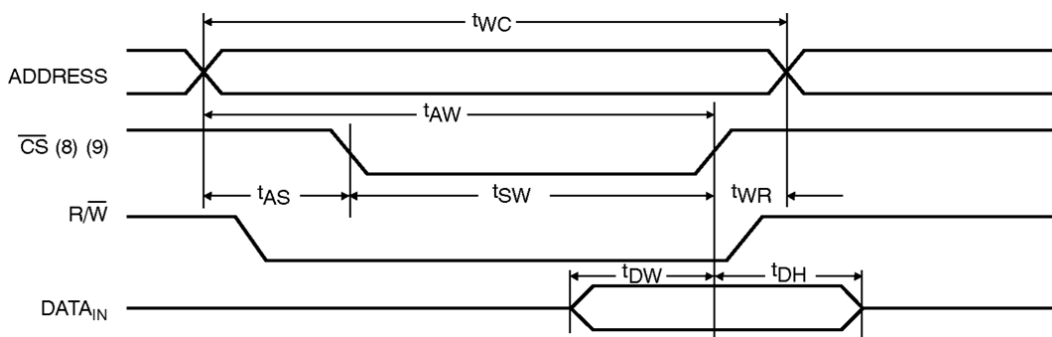 tWC
ADDRESS
tAW
CS (8) (9)
tAS tSW tWR
R/W
tDW tDH
DATAIN